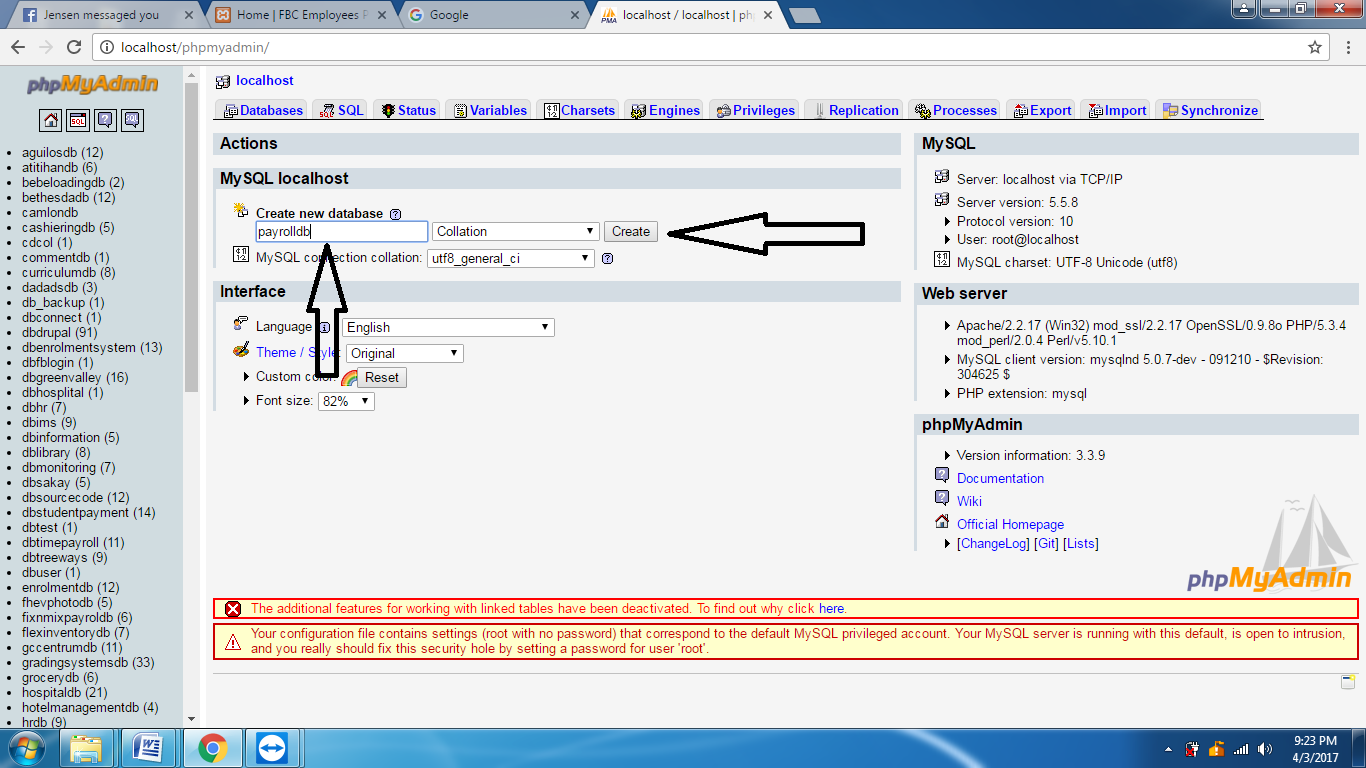 Jensen messaged you
Home | FBC Employees P
Google
localhost / localhost | ph
localhost/phpmyadmin/
phpMyAdmin
aguilosdb (12)
atitihandb (6)
bebeloadingdb (2)
bethesdadb (12)
camlondb
cashieringdb (5)
cdcol (1)
commentdb (1)
curriculumdb (8)
dadadsdb (3)
db_backup (1)
dbconnect (1)
dbdrupal (91)
dbenrolmentsystem (13)
dbfblogin (1)
dbgreenvalley (16)
dbhosplital (1)
dbhr (7)
dbims (9)
dbinformation (5)
dblibrary (8)
dbmonitoring (7)
dbsakay (5)
dbsourcecode (12)
dbstudentpayment (14)
dbtest (1)
dbtimepayroll (11)
dbtreeways (9)
dbuser (1)
enrolmentdb (12)
fhevphotodb (5)
fixnmixpayroldb (6)
flexinventorydb (7)
gccentrumdb (11)
gradingsystemsdb (33)
grocerydb (6)
hospitaldb (21)
hotelmanagementdb (4)
hrdb (9)
localhost
Databases SQL Status Variables Charsets Engines Privileges Replication Processes Export Import Synchronize
Actions
MySQL localhost
Create new database
payrolldb Collation Create
MySQL connection collation: utf8_general_ci
Interface
Language English
Theme / Style: Original
Custom color: Reset
Font size: 82%
MySQL
Server: localhost via TCP/IP
Server version: 5.5.8
Protocol version: 10
User: root@localhost
MySQL charset: UTF-8 Unicode (utf8)
Web server
Apache/2.2.17 (Win32) mod_ssl/2.2.17 OpenSSL/0.9.8o PHP/5.3.4
mod_perl/2.0.4 Perl/v5.10.1
MySQL client version: mysqlnd 5.0.7-dev - 091210 - $Revision:
304625 $
PHP extension: mysql
phpMyAdmin
Version information: 3.3.9
Documentation
Wiki
Official Homepage
[ChangeLog] [Git] [Lists]
phpMyAdmin
The additional features for working with linked tables have been deactivated. To find out why click here.
Your configuration file contains settings (root with no password) that correspond to the default MySQL privileged account. Your MySQL server is running with this default, is open to intrusion,
and you really should fix this security hole by setting a password for user 'root'.
9:23 PM
4/3/2017